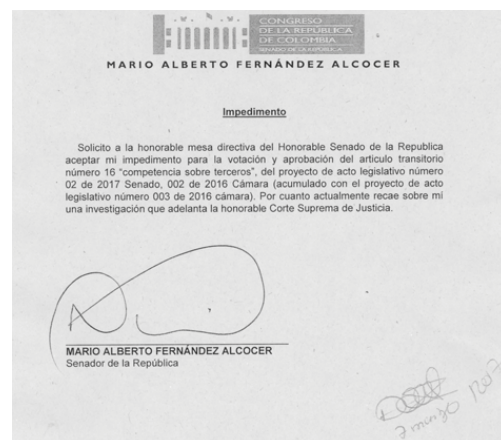 CONGRESO
DE LA REPÚBLICA
DE COLOMBIA
SENADO DE LA REPÚBLICA
MARIO ALBERTO FERNÁNDEZ ALCOCER
Impedimento
Solicito a la honorable mesa directiva del Honorable Senado de la Republica
aceptar mi impedimento para la votación y aprobación del articulo transitorio
número 16 “competencia sobre terceros”, del proyecto de acto legislativo número
02 de 2017 Senado, 002 de 2016 Cámara (acumulado con el proyecto de acto
legislativo número 003 de 2016 cámara). Por cuanto actualmente recae sobre mi
una investigación que adelanta la honorable Corte Suprema de Justicia.
MARIO ALBERTO FERNÁNDEZ ALCOCER
Senador de la República
7 marzo